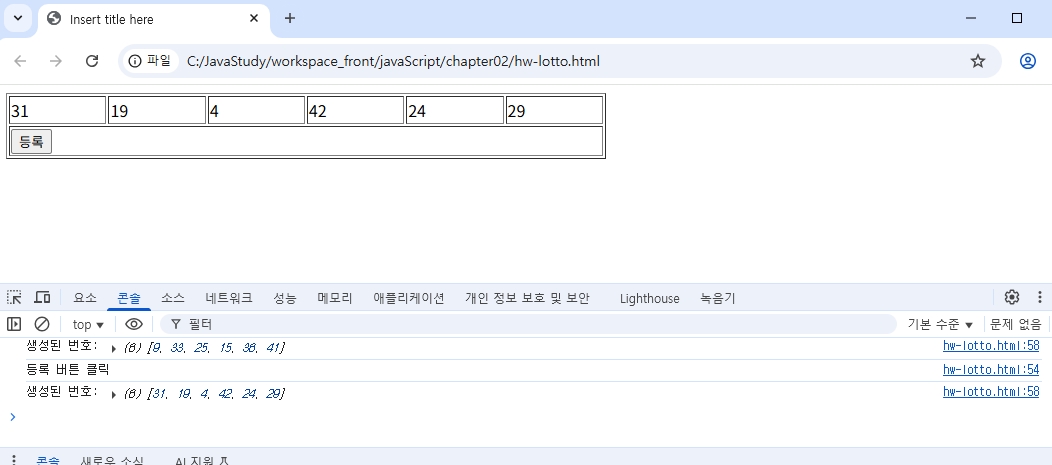 Insert title here
파일 C:/JavaStudy/workspace_front/javaScript/chapter02/hw-lotto.html
31 19 4 42 24 29
등록
요소 콘솔 소스 네트워크 성능 메모리 애플리케이션 개인 정보 보호 및 보안 Lighthouse 녹음기
top 필터 기본 수준 문제 없음
생성된 번호: (6) [9, 33, 25, 15, 36, 41] hw-lotto.html:58
등록 버튼 클릭 hw-lotto.html:54
생성된 번호: (6) [31, 19, 4, 42, 24, 29] hw-lotto.html:58
콘솔 새로운 소식 AI 지원